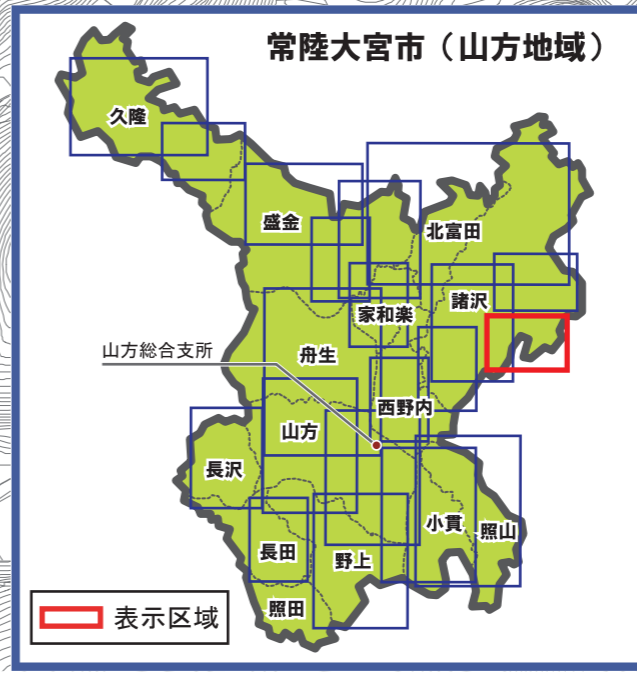 常陸大宮市（山方地域）
久隆
盛金
北富田
諸沢
家和楽
舟生
山方総合支所
西野内
山方
長沢
小貫
照山
長田
野上
照田
表示区域